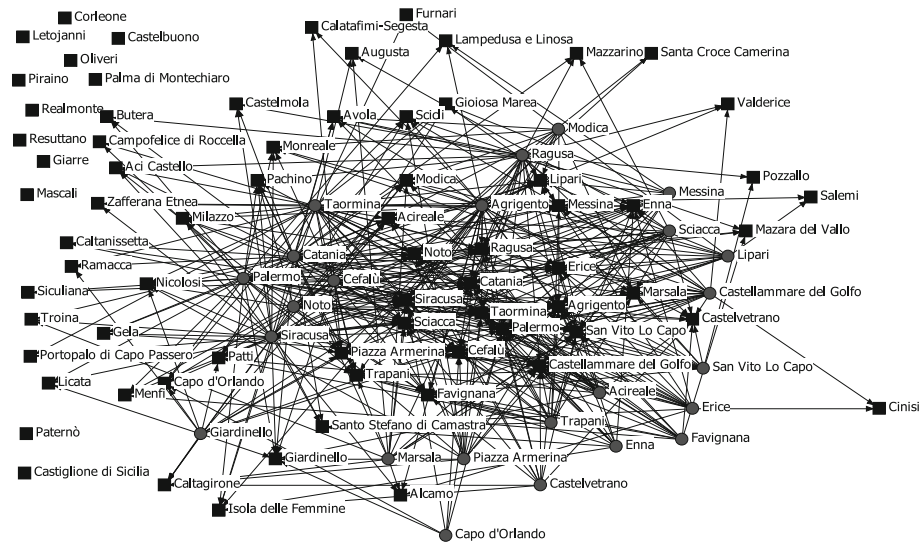 Corleone
Furnari
Letojanni
Castelbuono
Calatafimi-Segesta
Lampedusa e Linosa
Oliveri
Augusta
Mazzarino
Santa Croce Camerina
Piraino
Palma di Montechiaro
Realmonte
Butera
Castelmola
Avola
Scicli
Gioiosa Marea
Valderice
Modica
Resuttano
Campofelice di Roccella
Monreale
Ragusa
Giarre
Aci Castello
Pachino
Modica
Lipari
Pozzallo
Mascali
Zafferana Etnea
Taormina
Agrigento
Messina
Messina
Enna
Salemi
Milazzo
Acireale
Sciacca
Mazara del Vallo
Caltanissetta
Catania
Noto
Ragusa
Lipari
Ramacca
Nicolosi
Palermo
Cefalù
Catania
Erice
Siculiana
Noto
Siracusa
Marsala
Castellammare del Golfo
Troina
Gela
Siracusa
Sciacca
Taormina
Agrigento
Palermo
San Vito Lo Capo
Castelvetrano
Portopalo di Capo Passero
Patti
Piazza Armerina
Cefalù
Castellammare del Golfo
San Vito Lo Capo
Licata
Menfi
Capo d'Orlando
Trapani
Favignana
Acireale
Erice
Cinisi
Paternò
Giardinello
Santo Stefano di Camastra
Trapani
Favignana
Enna
Castiglione di Sicilia
Caltagirone
Giardinello
Marsala
Piazza Armerina
Castelvetrano
Isola delle Femmine
Alcamo
Capo d'Orlando